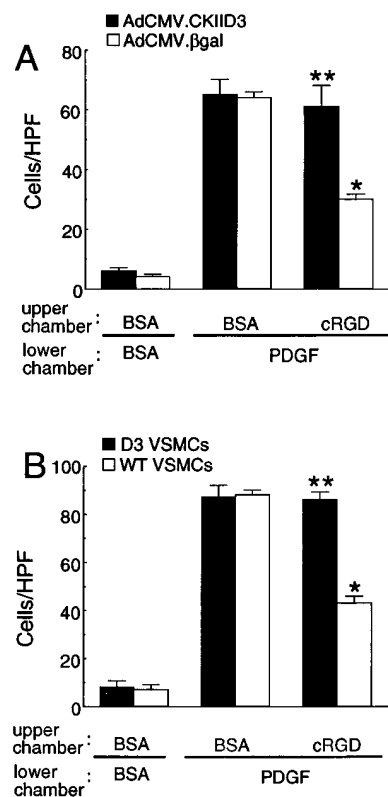 A
AdCMV.CKIID3
AdCMV.βgal
Cells/HPF
80
60
40
20
0
**
*
upper chamber : BSA BSA cRGD
lower chamber : BSA PDGF
B
D3 VSMCs
WT VSMCs
Cells/HPF
100
80
60
40
20
0
**
*
upper chamber : BSA BSA cRGD
lower chamber : BSA PDGF